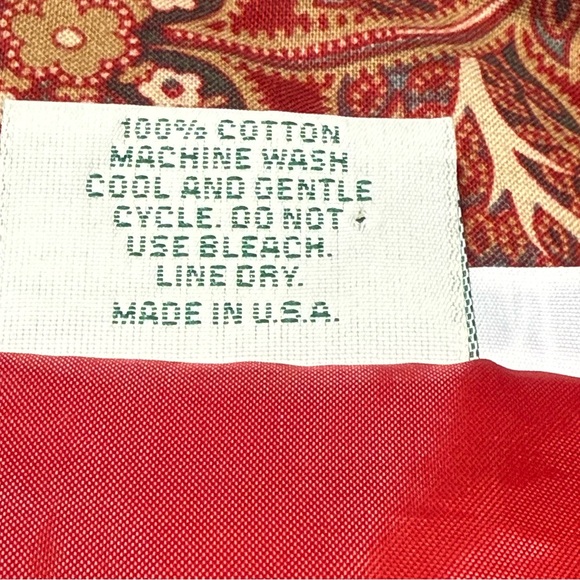 100% COTTON
MACHINE WASH
COOL AND GENTLE
CYCLE. DO NOT
USE BLEACH.
LINE DRY.
MADE IN U.S.A.